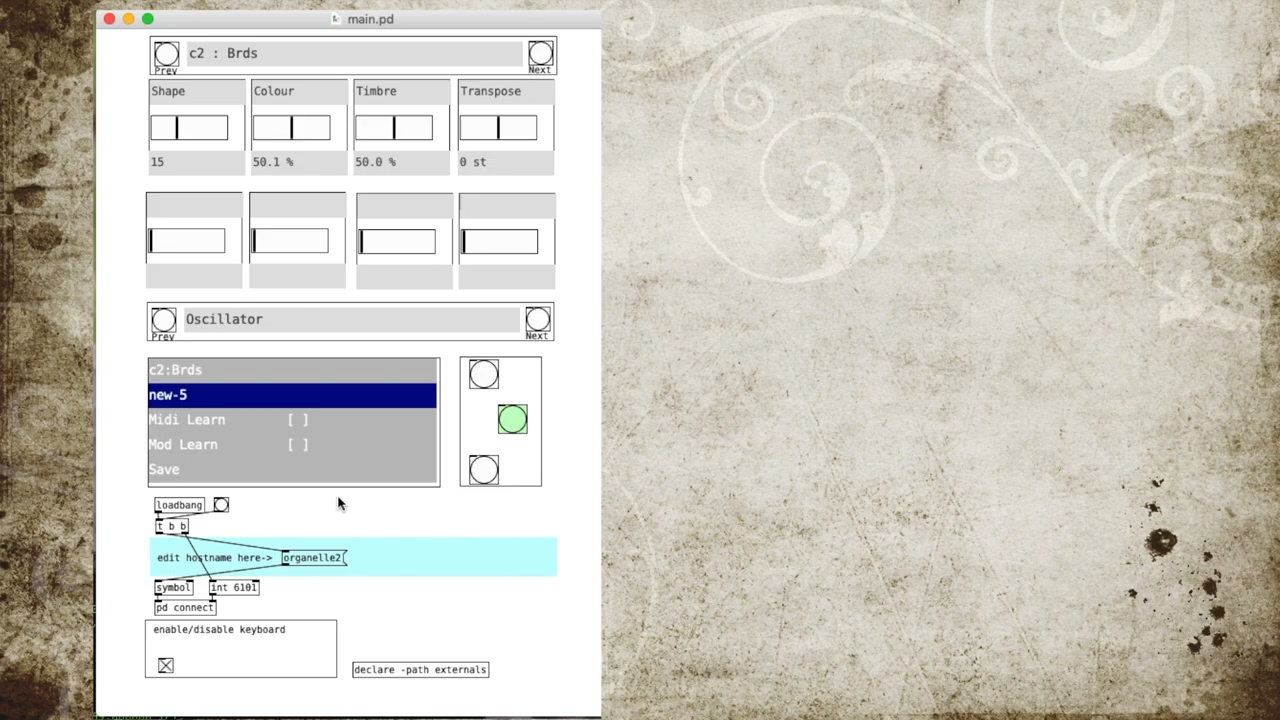 main.pd
c2 : Brds
Prev
Next
Shape Colour Timbre Transpose
15 50.1 % 50.0 % 0 st
Oscillator
Prev
Next
c2:Brds
new-5
Midi Learn [ ]
Mod Learn [ ]
Save
loadbang
t b b
edit hostname here-> organelle2
symbol int 6101
pd connect
enable/disable keyboard
declare -path externals